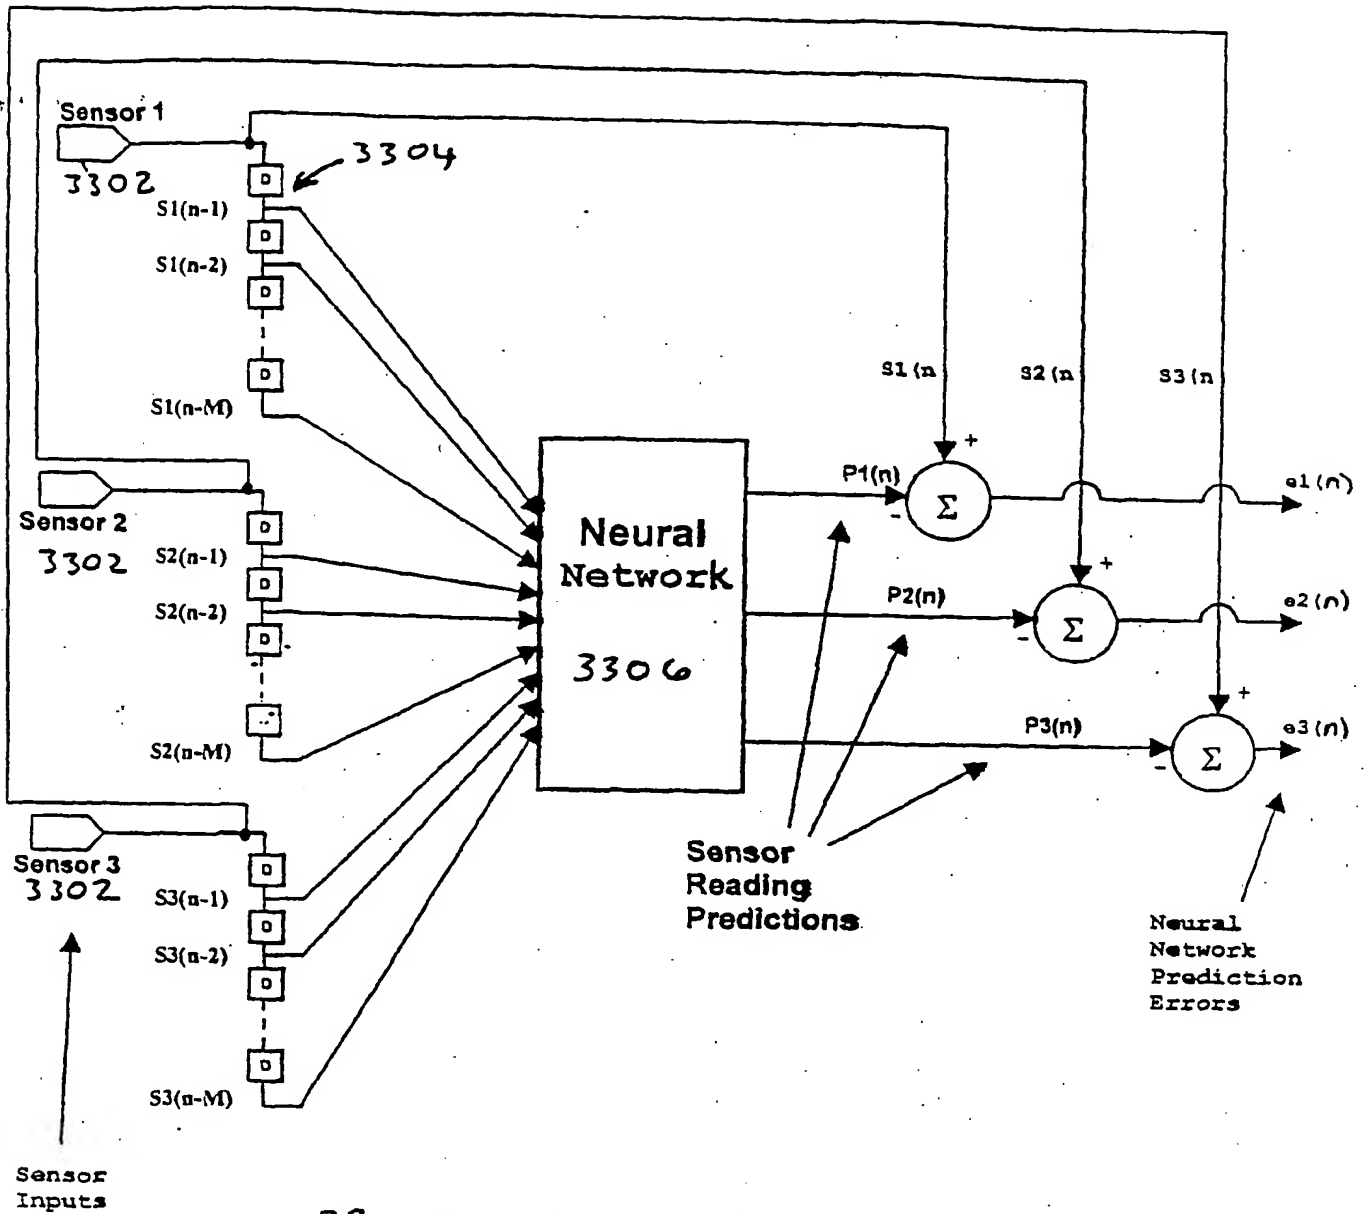 Sensor 1
3302
3304
D
S1(n-1)
D
S1(n-2)
D
D
S1(n-M)
S1(n
S2(n
S3(n
+
Sensor 2
3302
D
S2(n-1)
D
S2(n-2)
D
S2(n-M)
Neural
Network
3306
P1(n)
-
Σ
e1(n)
+
P2(n)
-
Σ
e2(n)
+
P3(n)
-
Σ
e3(n)
Sensor 3
3302
D
S3(n-1)
D
S3(n-2)
D
D
S3(n-M)
Sensor
Reading
Predictions
Neural
Network
Prediction
Errors
Sensor
Inputs